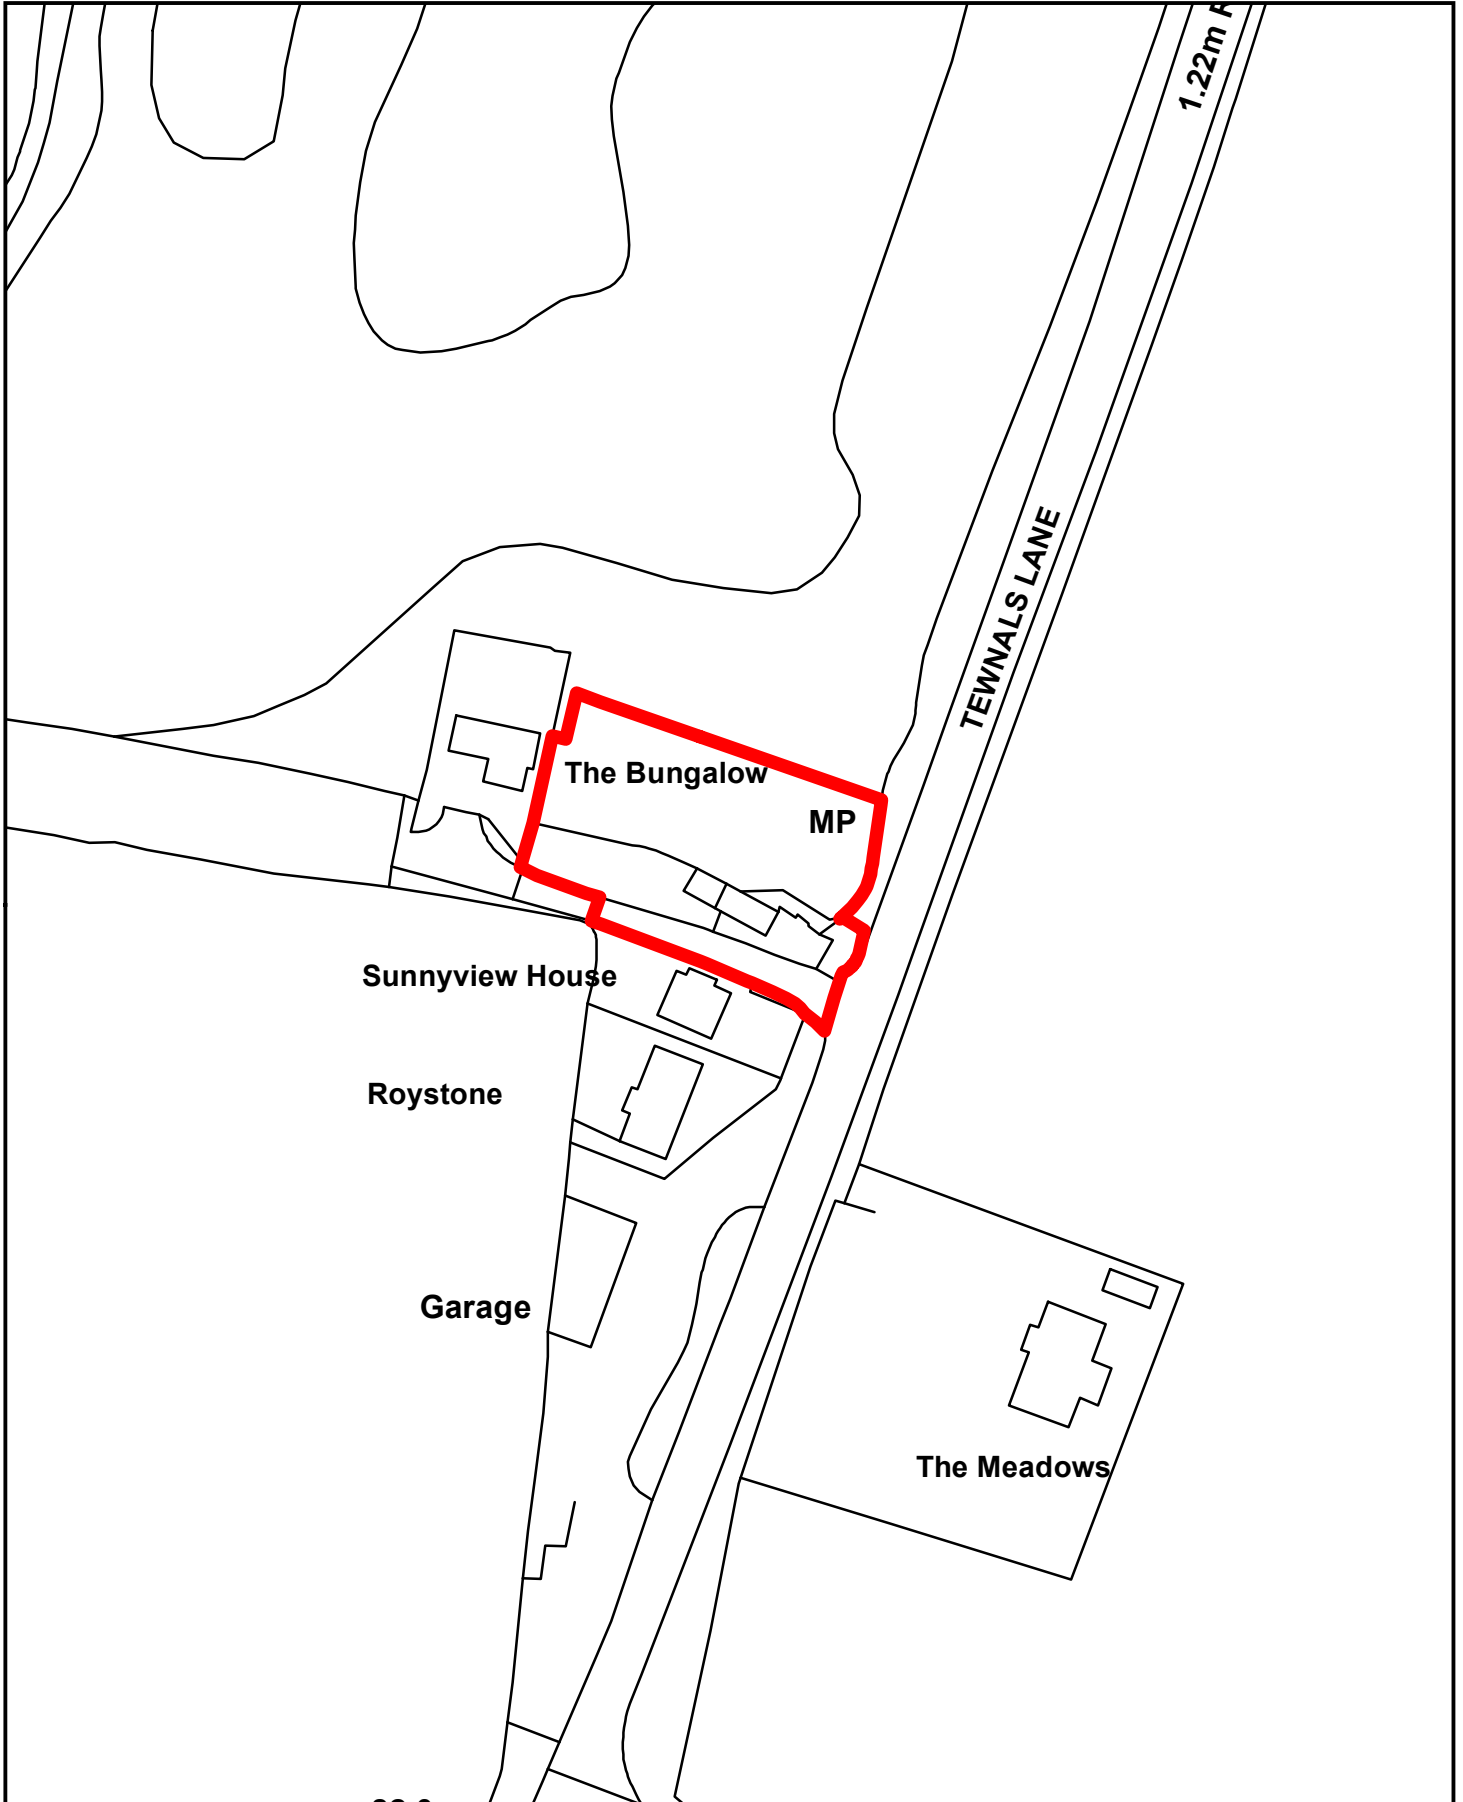 1.22m
TEWNALS LANE
The Bungalow
MP
Sunnyview House
Roystone
Garage
The Meadows